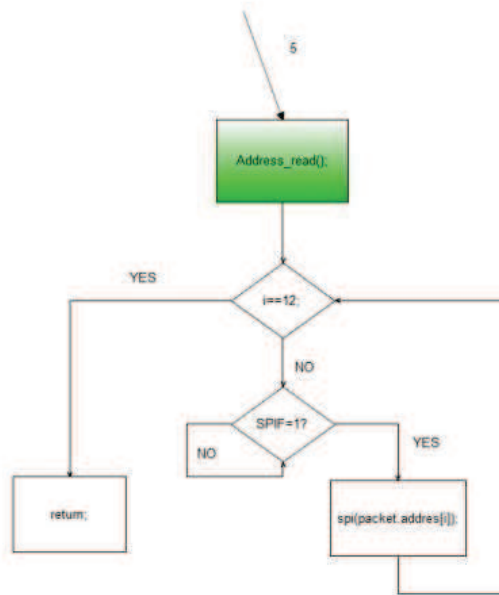 5
Address_read();
YES
i==12;
NO
SPIF=1?
NO
YES
return;
spi(packet.addres[i]);